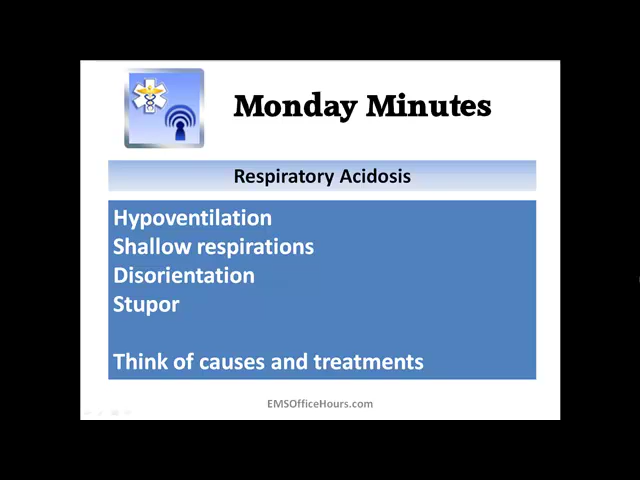 Monday Minutes
Respiratory Acidosis
Hypoventilation
Shallow respirations
Disorientation
Stupor
Think of causes and treatments
EMSOfficeHours.com